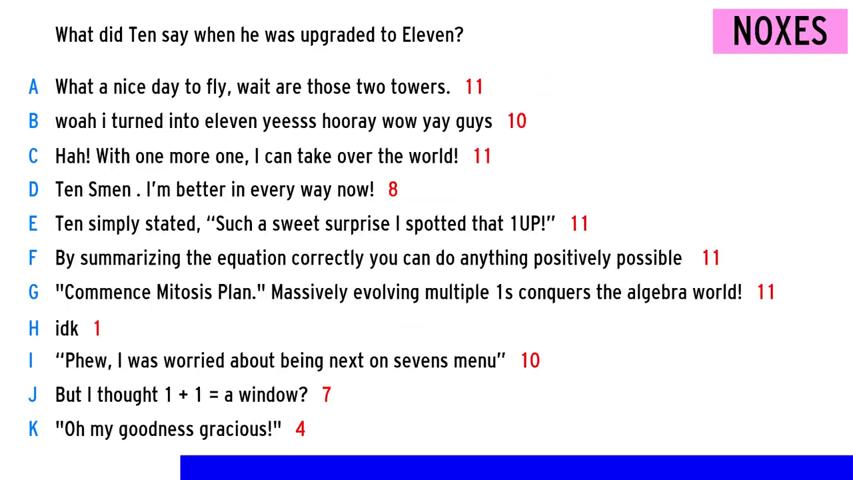 What did Ten say when he was upgraded to Eleven?
NOXES
A What a nice day to fly, wait are those two towers. 11
B woah i turned into eleven yeesss hooray wow yay guys 10
C Hah! With one more one, I can take over the world! 11
D Ten Smen . I'm better in every way now! 8
E Ten simply stated, “Such a sweet surprise I spotted that 1UP!” 11
F By summarizing the equation correctly you can do anything positively possible 11
G "Commence Mitosis Plan." Massively evolving multiple 1s conquers the algebra world! 11
H idk 1
I “Phew, I was worried about being next on sevens menu” 10
J But I thought 1 + 1 = a window? 7
K "Oh my goodness gracious!" 4